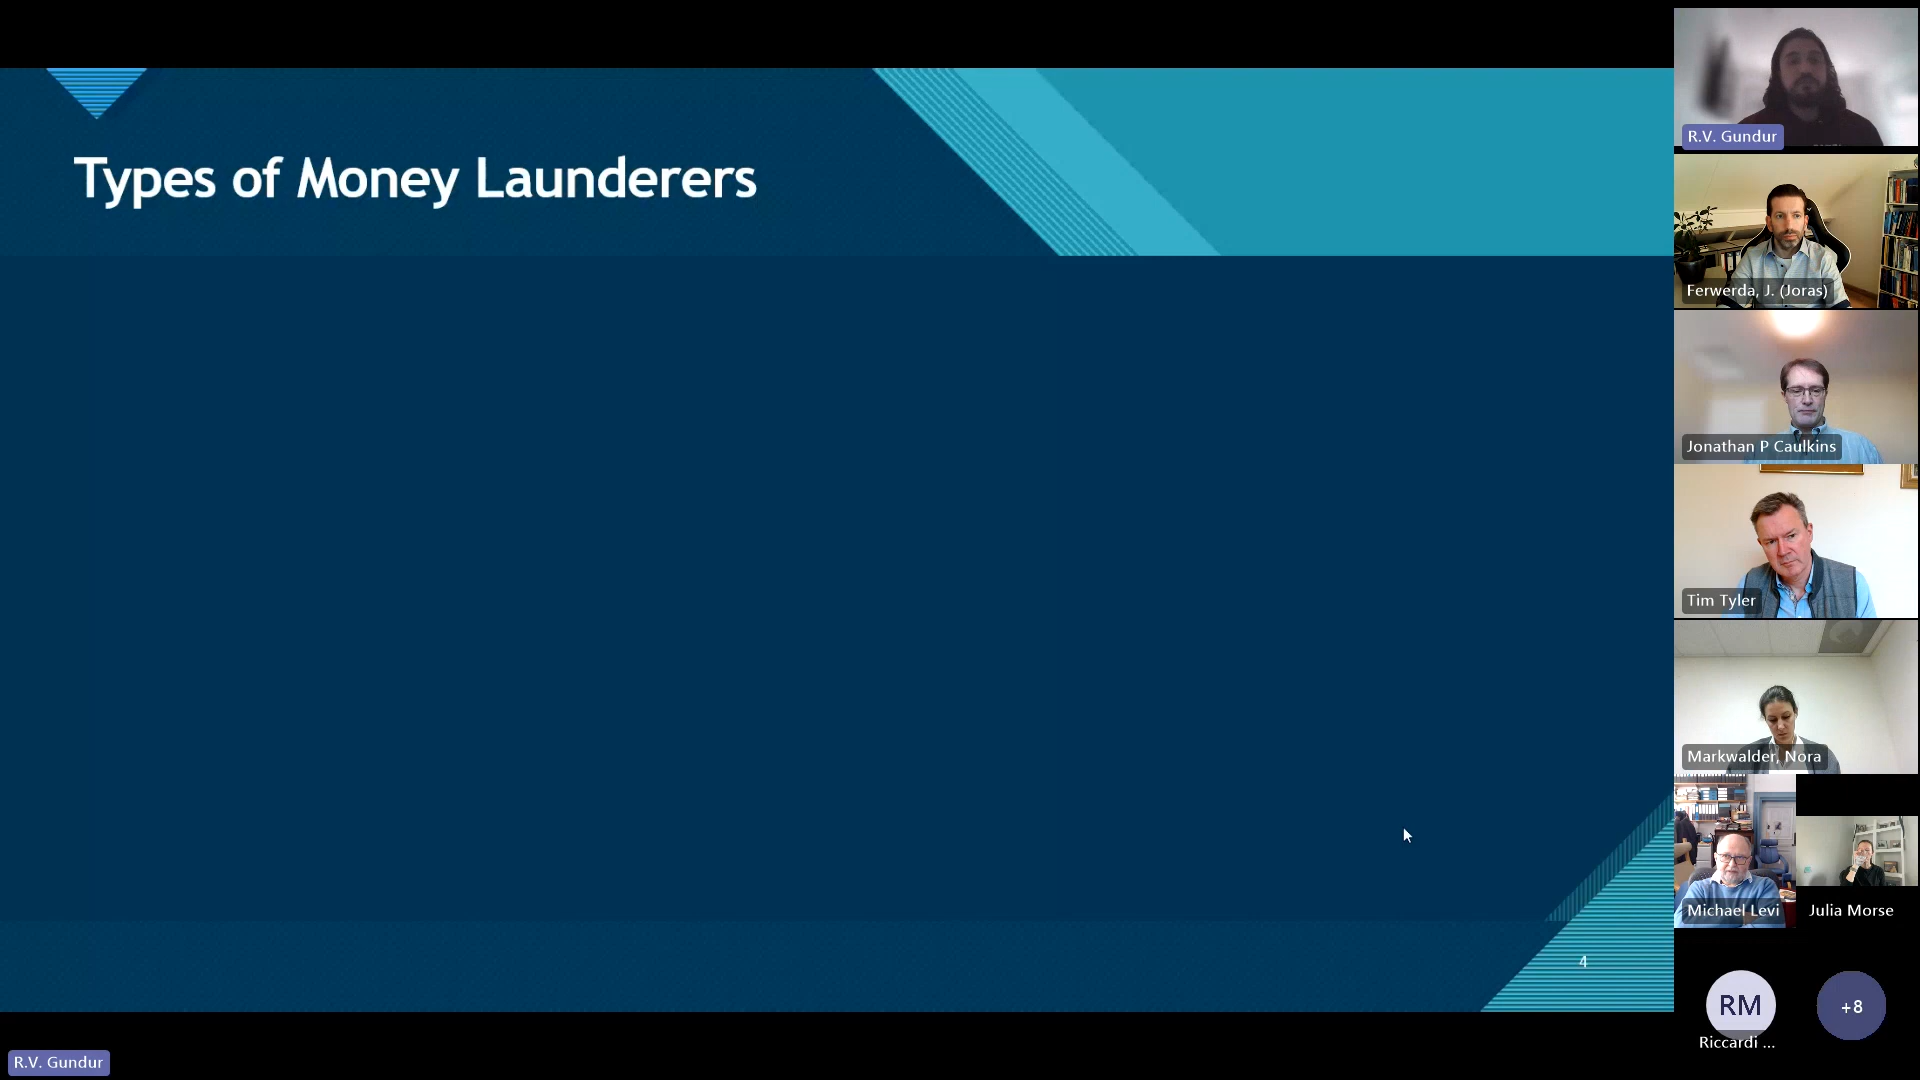 Types of Money Launderers
4
R.V. Gundur
R.V. Gundur
Ferwerda, J. (Joras)
Jonathan P Caulkins
Tim Tyler
Markwalder, Nora
Michael Levi
Julia Morse
RM
Riccardi ...
+8